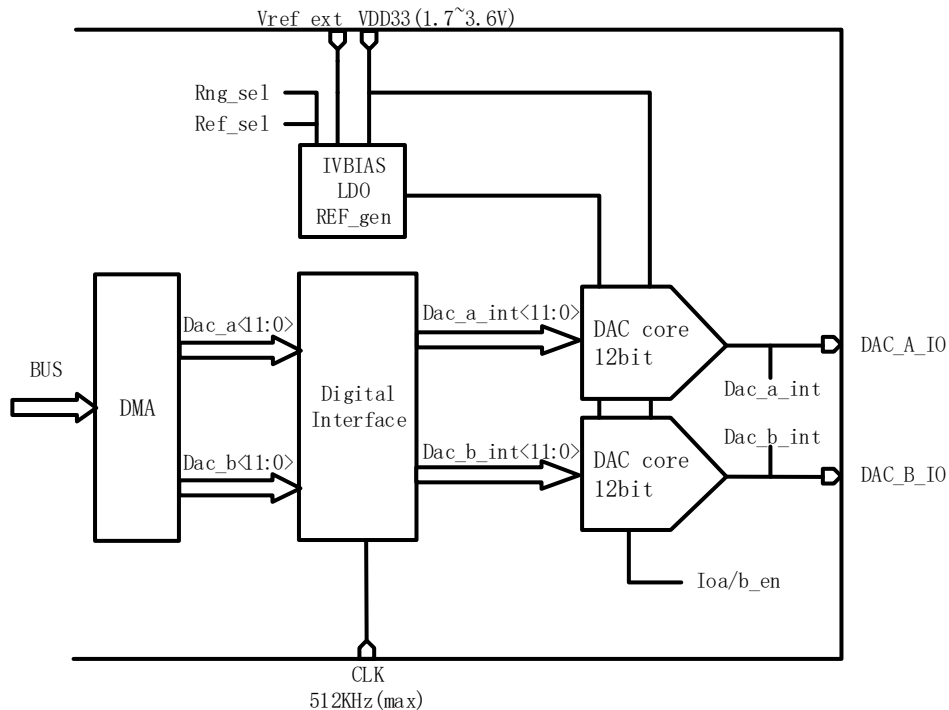 Vref ext VDD33(1.7~3.6V)
Rng_sel
Ref_sel
IVBIAS
LDO
REF_gen
Dac_a<11:0>
Dac_a_int<11:0>
DAC core
12bit
DAC_A_IO
BUS
DMA
Digital
Interface
Dac_a_int
Dac_b<11:0>
Dac_b_int<11:0>
DAC core
12bit
Dac_b_int
DAC_B_IO
Ioa/b_en
CLK
512KHz(max)